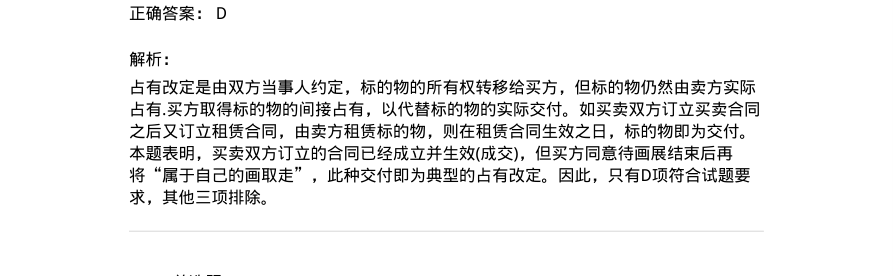 正确答案： D
解析：
占有改定是由双方当事人约定，标的物的所有权转移给买方，但标的物仍然由卖方实际
占有.买方取得标的物的间接占有，以代替标的物的实际交付。如买卖双方订立买卖合同
之后又订立租赁合同，由卖方租赁标的物，则在租赁合同生效之日，标的物即为交付。
本题表明，买卖双方订立的合同已经成立并生效(成交)，但买方同意待画展结束后再
将“属于自己的画取走”，此种交付即为典型的占有改定。因此，只有D项符合试题要
求，其他三项排除。